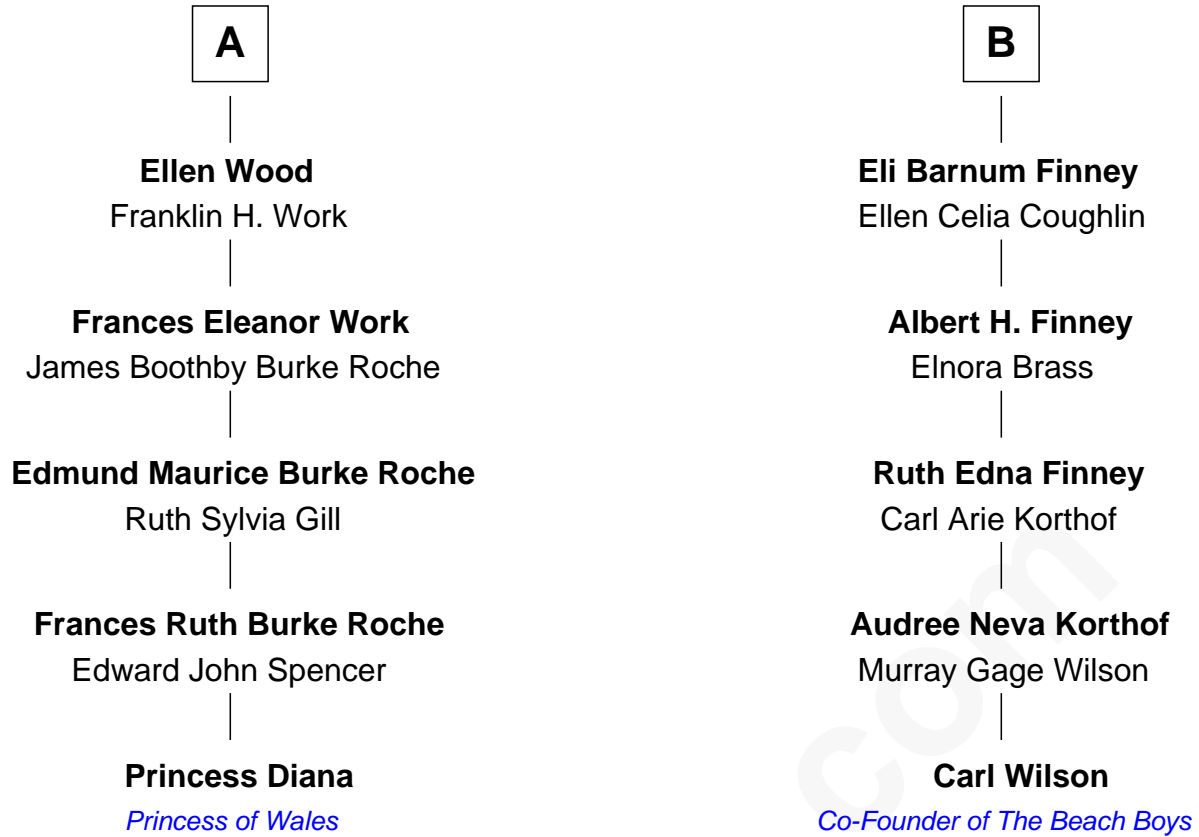 A
Ellen Wood
Franklin H. Work
Frances Eleanor Work
James Boothby Burke Roche
Edmund Maurice Burke Roche
Ruth Sylvia Gill
Frances Ruth Burke Roche
Edward John Spencer
Princess Diana
Princess of Wales
B
Eli Barnum Finney
Ellen Celia Coughlin
Albert H. Finney
Elnora Brass
Ruth Edna Finney
Carl Arie Korthof
Audree Neva Korthof
Murray Gage Wilson
Carl Wilson
Co-Founder of The Beach Boys
com